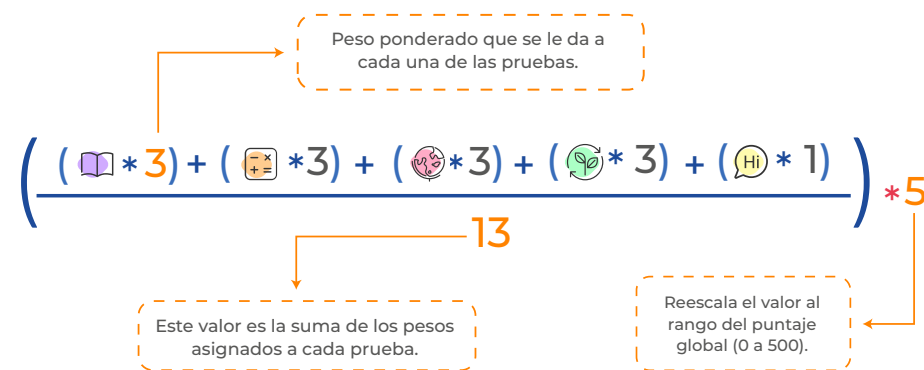 Peso ponderado que se le da a
cada una de las pruebas.
( ( * 3) + ( - × + = * 3) + ( * 3) + ( * 3) + ( Hi * 1) ) * 5
13
Este valor es la suma de los pesos
asignados a cada prueba.
Reescala el valor al
rango del puntaje
global (0 a 500).